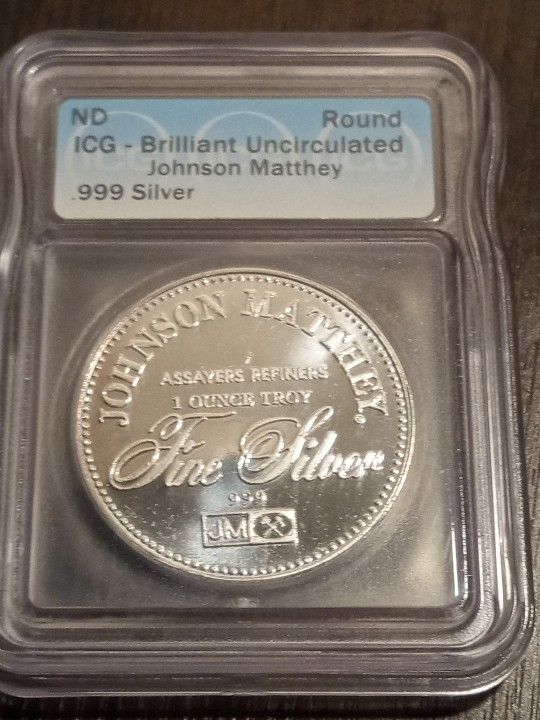 ND Round
ICG - Brilliant Uncirculated
Johnson Matthey
.999 Silver
JOHNSON MATTHEY
ASSAYERS REFINERS
1 OUNCE TROY
Fine Silver
999
JM